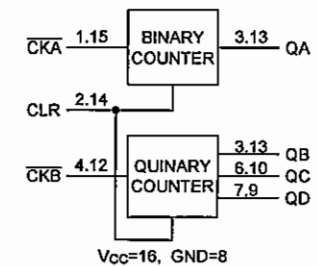 BINARY
COUNTER
CKA 1.15
3.13 QA
CLR 2.14
CKB 4.12
QUINARY
COUNTER
3.13 QB
6.10 QC
7.9 QD
VCC=16, GND=8